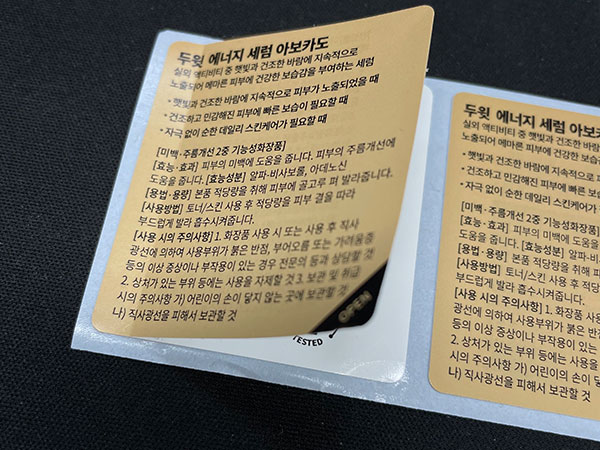 두윗 에너지 세럼 아보카도
실외 액티비티 중 햇빛과 건조한 바람에 지속적으로
노출되어 메마른 피부에 건강한 보습감을 부여하는 세럼
* 햇빛과 건조한 바람에 지속적으로 피부가 노출되었을 때
* 건조하고 민감해진 피부에 빠른 보습이 필요할 때
* 자극 없이 순한 데일리 스킨케어가 필요할 때
[미백·주름개선 2중 기능성화장품]
[효능·효과] 피부의 미백에 도움을 줍니다. 피부의 주름개선에
도움을 줍니다. [효능성분] 알파-비사보롤, 아데노신
[용법·용량] 본품 적당량을 취해 피부에 골고루 펴 발라줍니다.
[사용방법] 토너/스킨 사용 후 적당량을 피부 결을 따라
부드럽게 발라 흡수시켜줍니다.
[사용 시의 주의사항] 1. 화장품 사용 시 또는 사용 후 직사
광선에 의하여 사용부위가 붉은 반점, 부어오름 또는 가려움증
등의 이상 증상이나 부작용이 있는 경우 전문의 등과 상담할 것
2. 상처가 있는 부위 등에는 사용을 자제할 것 3. 보관 및 취급
시의 주의사항 가) 어린이의 손이 닿지 않는 곳에 보관할 것
나) 직사광선을 피해서 보관할 것
OPEN
TESTED
두윗 에너지 세럼 아보카
실외 액티비티 중 햇빛과 건조한
노출되어 메마른 피부에 건강한
* 햇빛과 건조한 바람에 지속적
* 건조하고 민감해진 피부에 빠른 보
* 자극 없이 순한 데일리 스킨케
[미백·주름개선 2중 기능성화
[효능·효과] 피부의 미백에 도
도움을 줍니다. [효능성분] 알파-비
[용법·용량] 본품 적당량을 취
[사용방법] 토너/스킨 사용 후
부드럽게 발라 흡수시켜줍니다.
[사용 시의 주의사항] 1. 화장
광선에 의하여 사용부위가 붉은 반
등의 이상 증상이나 부작용이 있
2. 상처가 있는 부위 등에는 사용을
시의 주의사항 가) 어린이의 손이 닿
나) 직사광선을 피해서 보관할 것